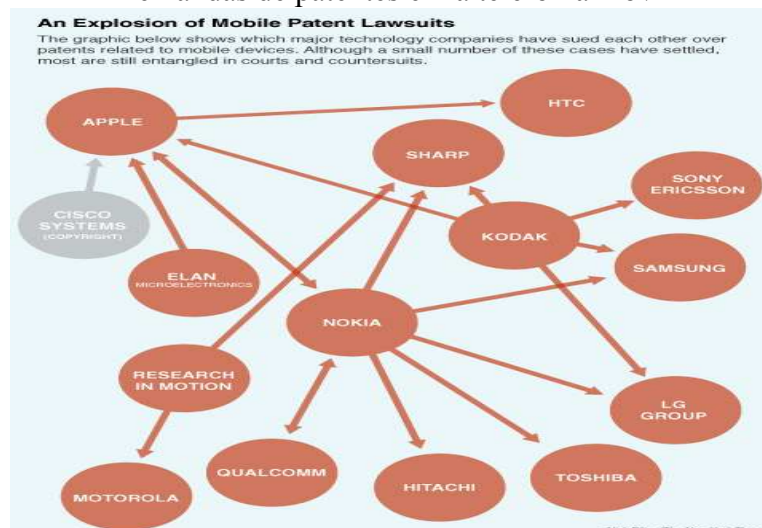 An Explosion of Mobile Patent Lawsuits
The graphic below shows which major technology companies have sued each other over
patents related to mobile devices. Although a small number of these cases have settled,
most are still entangled in courts and countersuits.
APPLE
HTC
SHARP
SONY
ERICSSON
CISCO
SYSTEMS
(COPYRIGHT)
KODAK
ELAN
MICROELECTRONICS
SAMSUNG
NOKIA
RESEARCH
IN MOTION
LG
GROUP
QUALCOMM
TOSHIBA
HITACHI
MOTOROLA